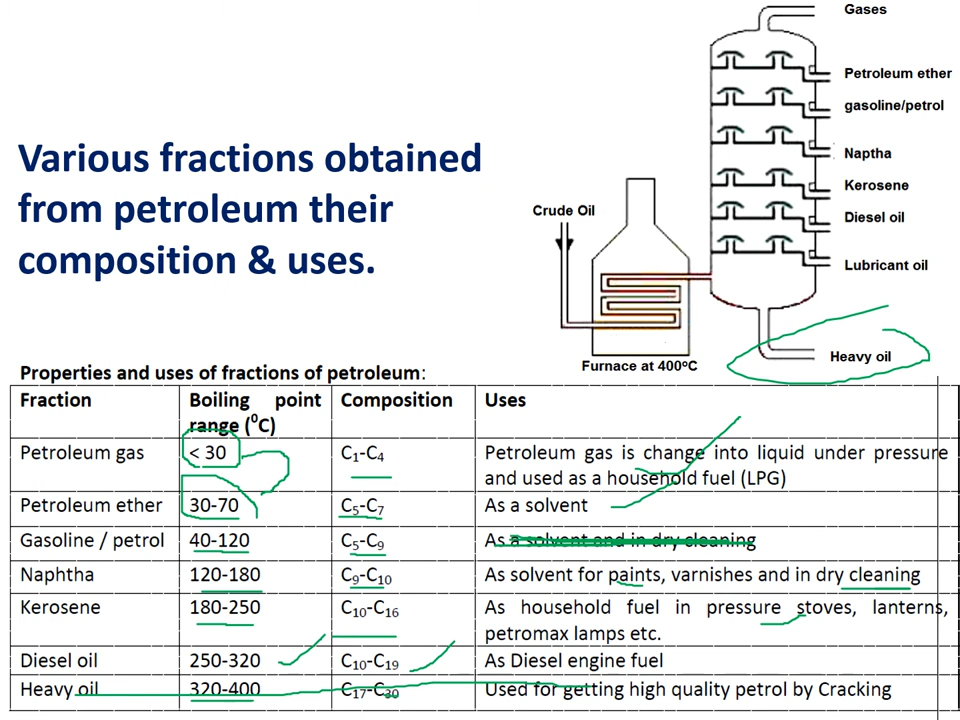 Gases
Petroleum ether
gasoline/petrol
Naptha
Kerosene
Diesel oil
Lubricant oil
Heavy oil
Crude Oil
Furnace at 400ºC
Various fractions obtained
from petroleum their
composition & uses.
Properties and uses of fractions of petroleum:
Fraction Boiling point range (⁰C) Composition Uses
Petroleum gas < 30 C₁-C₄ Petroleum gas is change into liquid under pressure
and used as a household fuel (LPG)
Petroleum ether 30-70 C₅-C₇ As a solvent
Gasoline / petrol 40-120 C₅-C₉ As a solvent and in dry cleaning
Naphtha 120-180 C₉-C₁₀ As solvent for paints, varnishes and in dry cleaning
Kerosene 180-250 C₁₀-C₁₆ As household fuel in pressure stoves, lanterns,
petromax lamps etc.
Diesel oil 250-320 C₁₀-C₁₉ As Diesel engine fuel
Heavy oil 320-400 C₁₇-C₃₀ Used for getting high quality petrol by Cracking